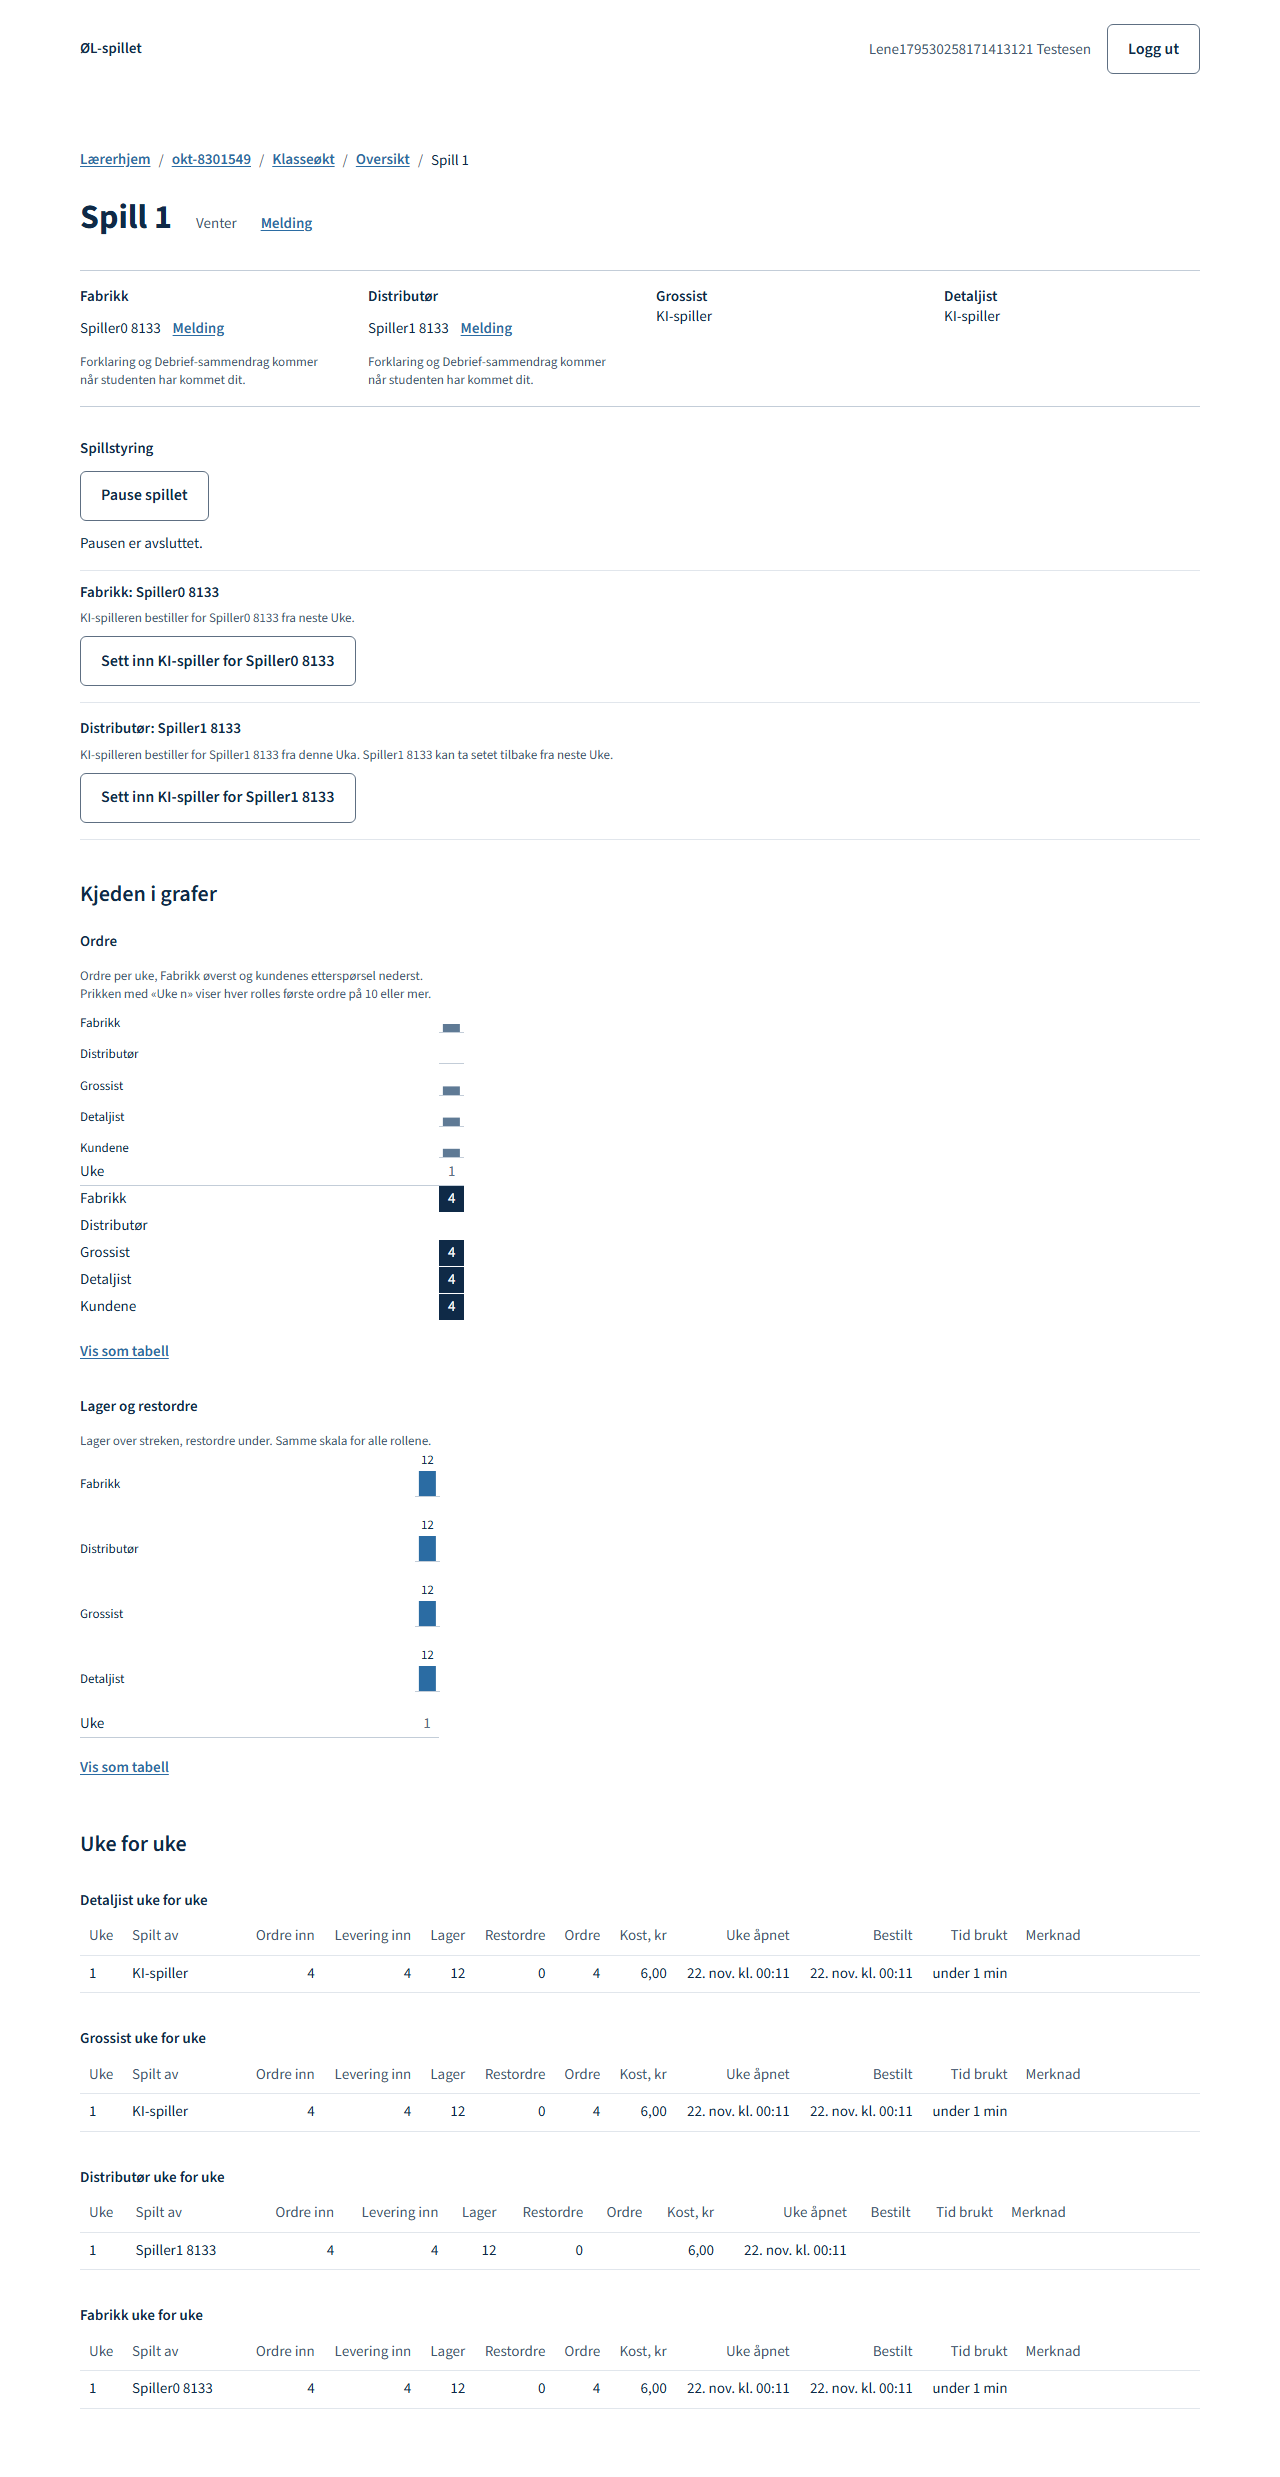 ØL-spillet
Lene179530258171413121 Testesen
Logg ut
Lærerhjem / okt-8301549 / Klasseøkt / Oversikt / Spill 1
Spill 1 Venter Melding
Fabrikk
Spiller0 8133 Melding
Forklaring og Debrief-sammendrag kommer
når studenten har kommet dit.
Distributør
Spiller1 8133 Melding
Forklaring og Debrief-sammendrag kommer
når studenten har kommet dit.
Grossist
KI-spiller
Detaljist
KI-spiller
Spillstyring
Pause spillet
Pausen er avsluttet.
Fabrikk: Spiller0 8133
KI-spilleren bestiller for Spiller0 8133 fra neste Uke.
Sett inn KI-spiller for Spiller0 8133
Distributør: Spiller1 8133
KI-spilleren bestiller for Spiller1 8133 fra denne Uka. Spiller1 8133 kan ta setet tilbake fra neste Uke.
Sett inn KI-spiller for Spiller1 8133
Kjeden i grafer
Ordre
Ordre per uke, Fabrikk øverst og kundenes etterspørsel nederst.
Prikken med «Uke n» viser hver rolles første ordre på 10 eller mer.
Fabrikk
Distributør
Grossist
Detaljist
Kundene
Uke 1
Fabrikk 4
Distributør
Grossist 4
Detaljist 4
Kundene 4
Vis som tabell
Lager og restordre
Lager over streken, restordre under. Samme skala for alle rollene.
12
Fabrikk
12
Distributør
12
Grossist
12
Detaljist
Uke 1
Vis som tabell
Uke for uke
Detaljist uke for uke
Uke Spilt av Ordre inn Levering inn Lager Restordre Ordre Kost, kr Uke åpnet Bestilt Tid brukt Merknad
1 KI-spiller 4 4 12 0 4 6,00 22. nov. kl. 00:11 22. nov. kl. 00:11 under 1 min
Grossist uke for uke
Uke Spilt av Ordre inn Levering inn Lager Restordre Ordre Kost, kr Uke åpnet Bestilt Tid brukt Merknad
1 KI-spiller 4 4 12 0 4 6,00 22. nov. kl. 00:11 22. nov. kl. 00:11 under 1 min
Distributør uke for uke
Uke Spilt av Ordre inn Levering inn Lager Restordre Ordre Kost, kr Uke åpnet Bestilt Tid brukt Merknad
1 Spiller1 8133 4 4 12 0 6,00 22. nov. kl. 00:11
Fabrikk uke for uke
Uke Spilt av Ordre inn Levering inn Lager Restordre Ordre Kost, kr Uke åpnet Bestilt Tid brukt Merknad
1 Spiller0 8133 4 4 12 0 4 6,00 22. nov. kl. 00:11 22. nov. kl. 00:11 under 1 min